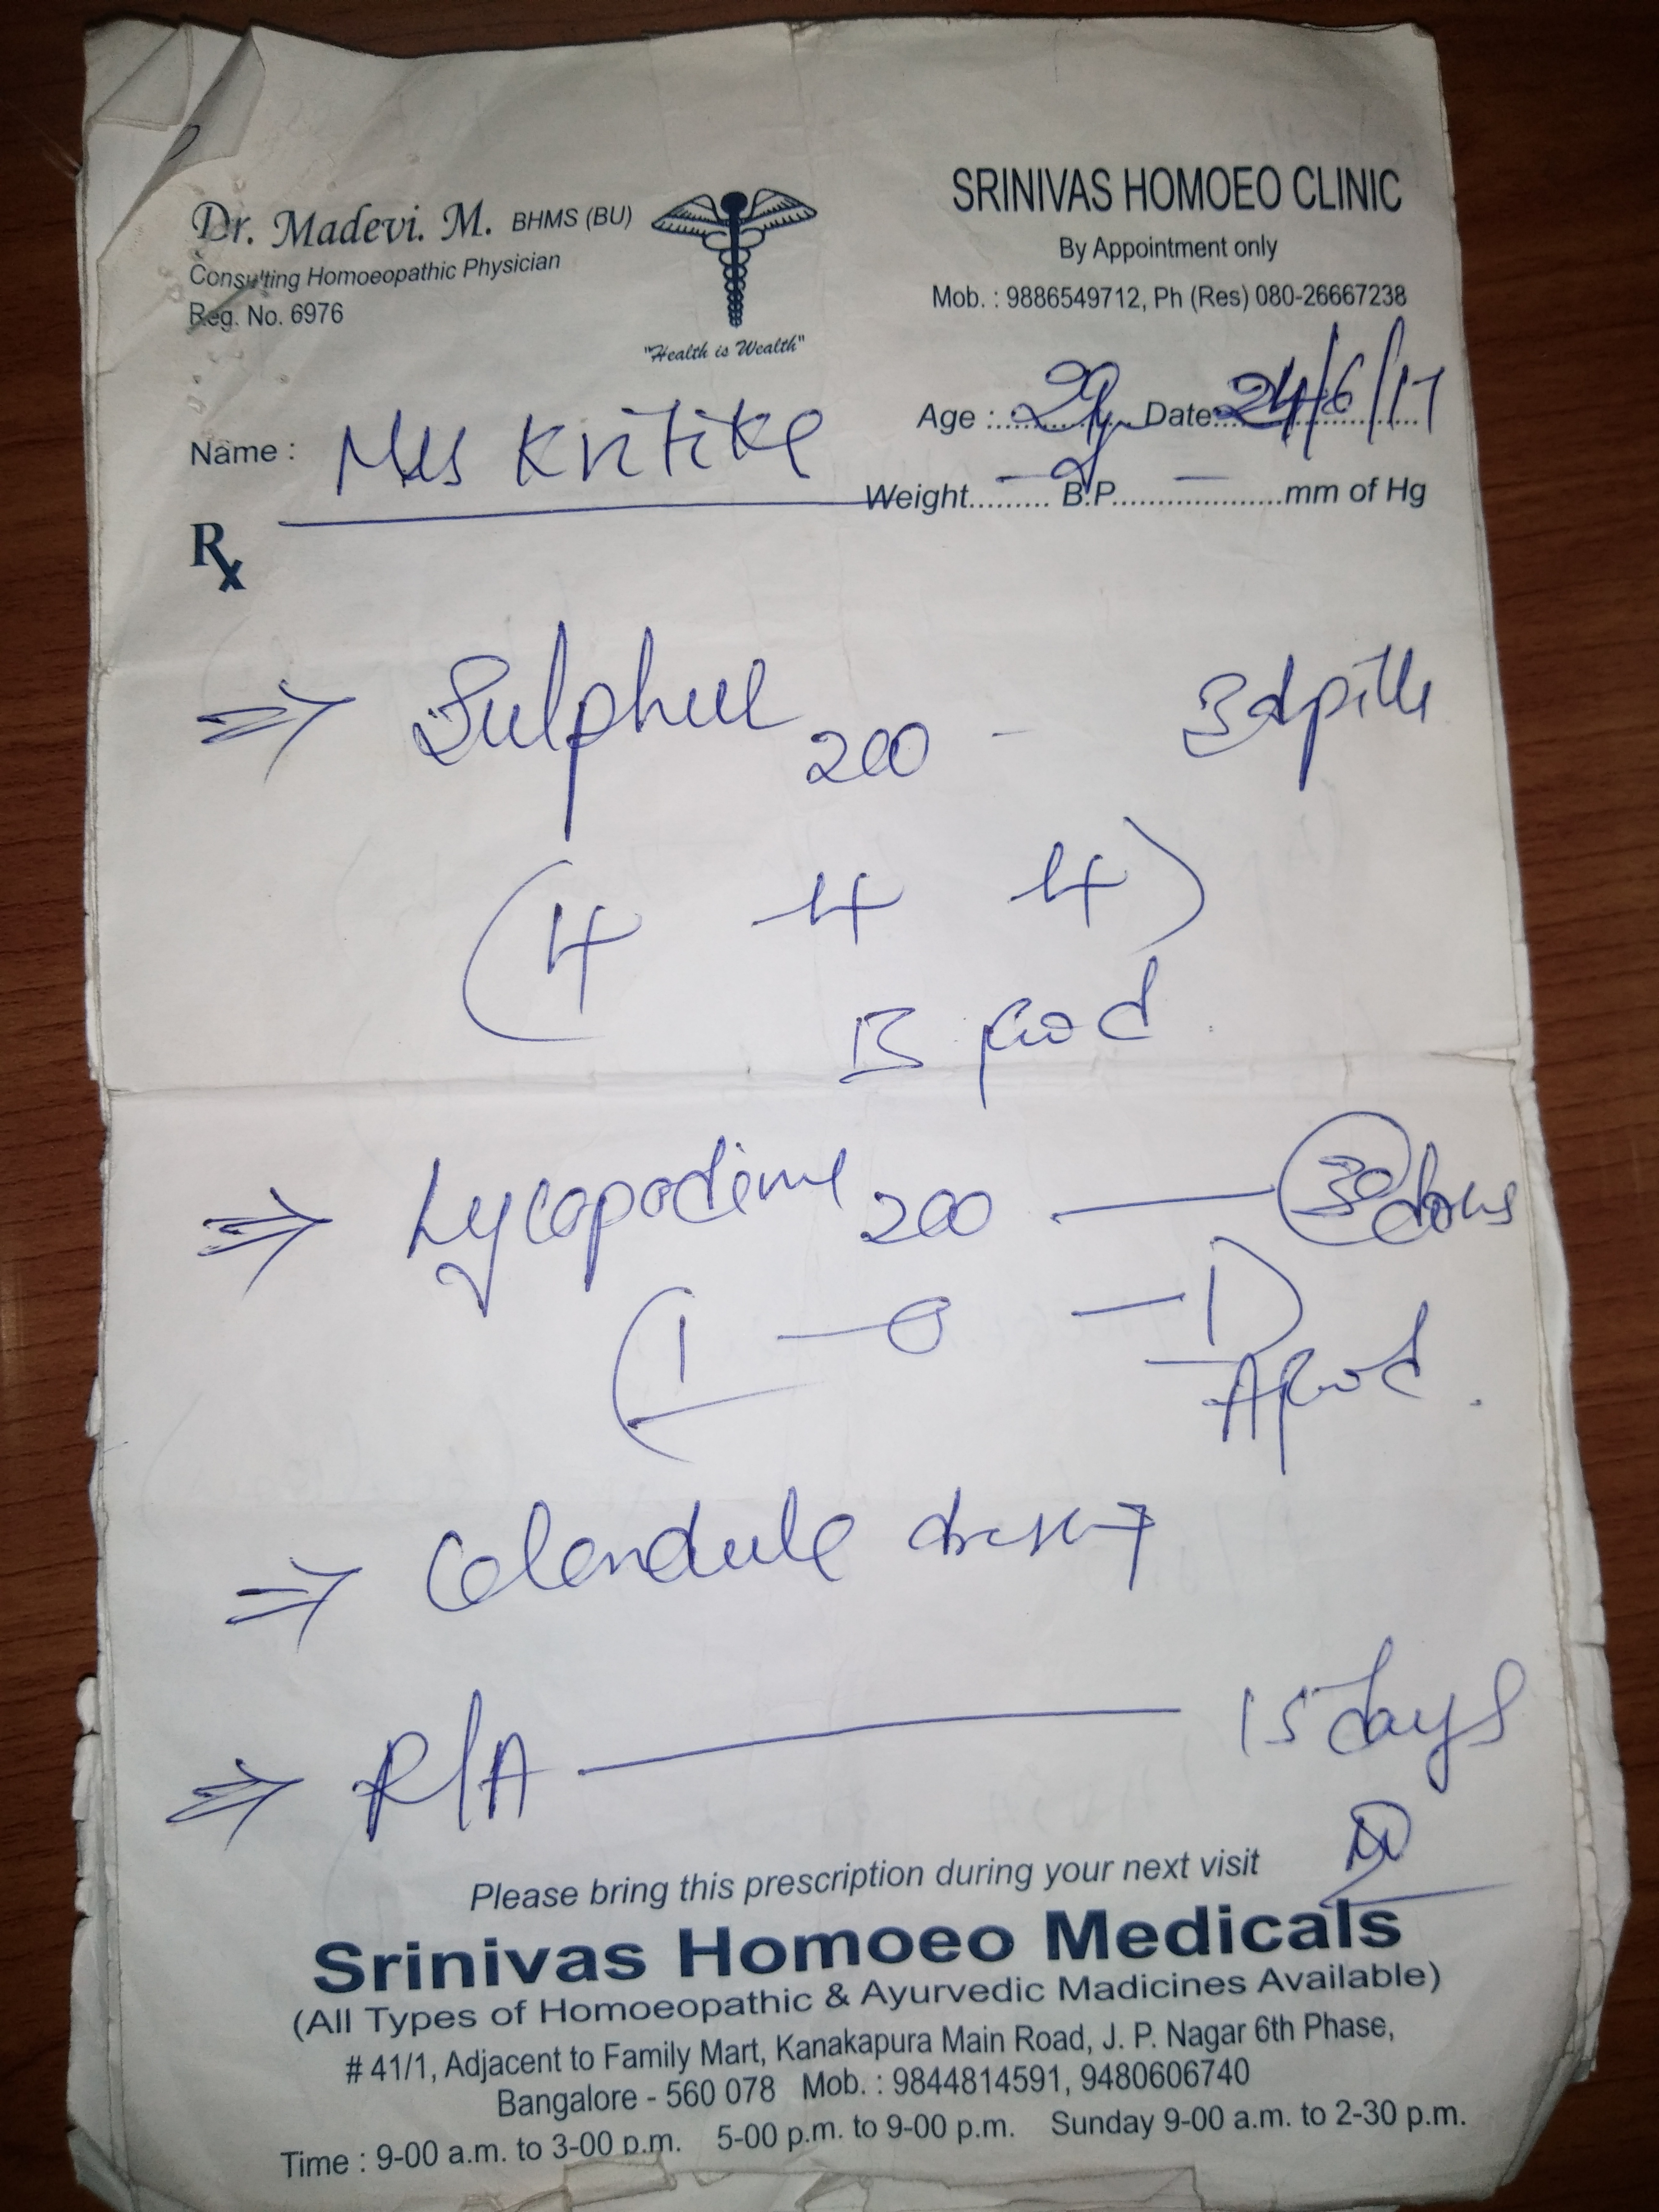 Dr. Madevi. M. BHMS (BU)
Consulting Homoeopathic Physician
Reg. No. 6976
"Health is Wealth"
SRINIVAS HOMOEO CLINIC
By Appointment only
Mob. : 9886549712, Ph (Res) 080-26667238
Name : Mrs Kritika
Age : 29y Date: 24/6/17
Weight......... B.P. — mm of Hg
Rx
⇒ Sulphur 200 - 3d pills
(4 4 4)
B food
⇒ Lycopodium 200 — 30 doses
(1 — 0 — 1)
A food.
⇒ Calendula dressing
⇒ R/A — 15 days
Please bring this prescription during your next visit
Srinivas Homoeo Medicals
(All Types of Homoeopathic & Ayurvedic Madicines Available)
# 41/1, Adjacent to Family Mart, Kanakapura Main Road, J. P. Nagar 6th Phase,
Bangalore - 560 078 Mob. : 9844814591, 9480606740
Time : 9-00 a.m. to 3-00 p.m. 5-00 p.m. to 9-00 p.m. Sunday 9-00 a.m. to 2-30 p.m.